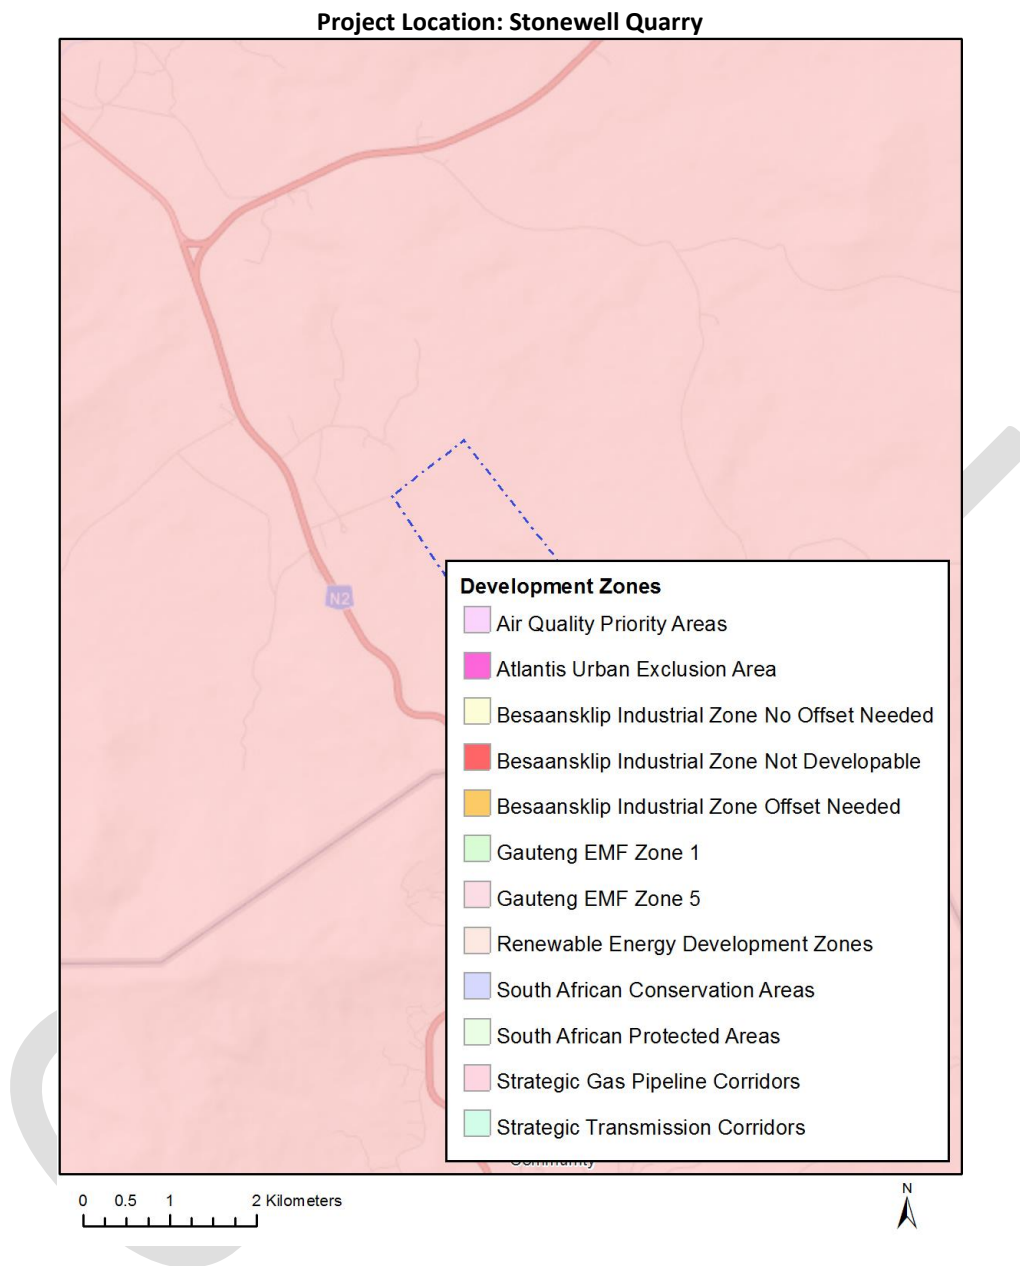 Project Location: Stonewell Quarry
N2
Development Zones
Air Quality Priority Areas
Atlantis Urban Exclusion Area
Besaansklip Industrial Zone No Offset Needed
Besaansklip Industrial Zone Not Developable
Besaansklip Industrial Zone Offset Needed
Gauteng EMF Zone 1
Gauteng EMF Zone 5
Renewable Energy Development Zones
South African Conservation Areas
South African Protected Areas
Strategic Gas Pipeline Corridors
Strategic Transmission Corridors
0 0.5 1 2 Kilometers
N